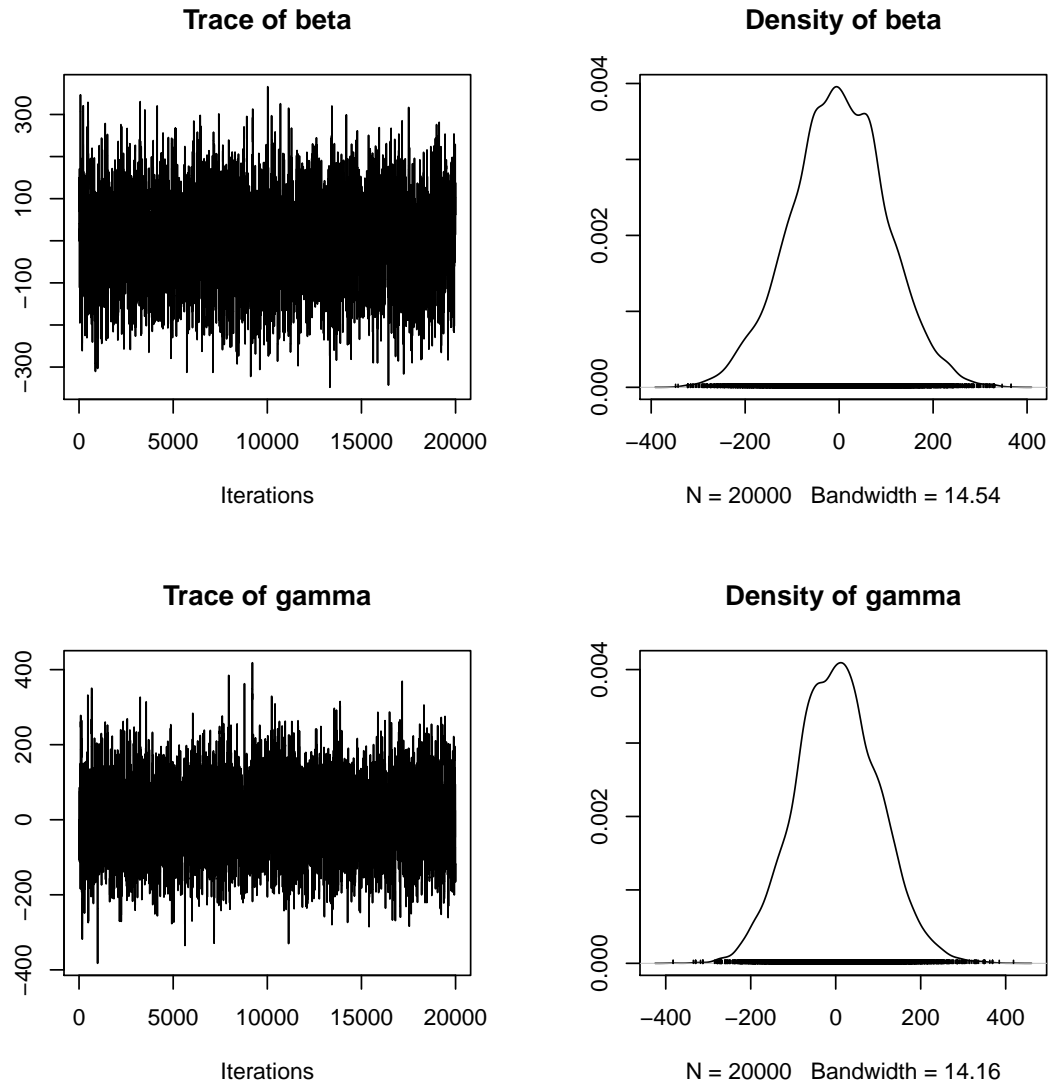 Trace of beta
300
100
−100
−300
0 5000 10000 15000 20000
Iterations
Density of beta
0.004
0.002
0.000
−400 −200 0 200 400
N = 20000 Bandwidth = 14.54
Trace of gamma
400
200
0
−200
−400
0 5000 10000 15000 20000
Iterations
Density of gamma
0.004
0.002
0.000
−400 −200 0 200 400
N = 20000 Bandwidth = 14.16